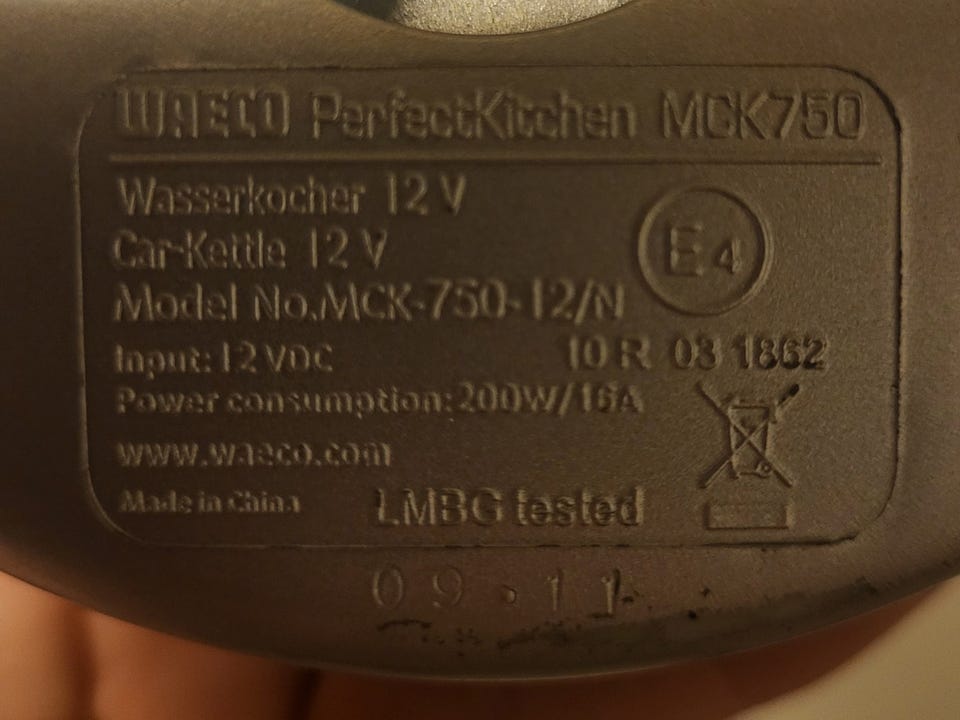 WAECO PerfectKitchen MCK750
Wasserkocher 12 V
Car-Kettle 12 V
E4
Model No.MCK-750-12/N
Input: 12 VDC
10 R 03 1862
Power consumption: 200W/16A
www.waeco.com
Made in China
LMBG tested
09.11